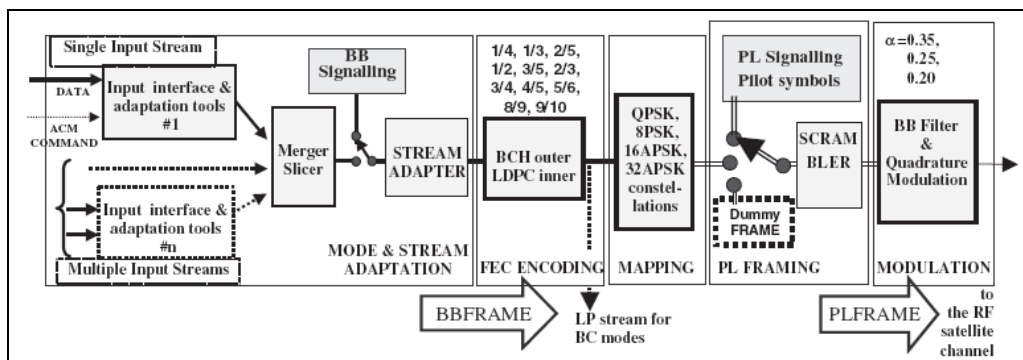 Single Input Stream
DATA
Input interface &
adaptation tools
#1
ACM
COMMAND
Input interface &
adaptation tools
#n
Multiple Input Streams
Merger
Slicer
BB
Signalling
STREAM
ADAPTER
MODE & STREAM
ADAPTATION
1/4, 1/3, 2/5,
1/2, 3/5, 2/3,
3/4, 4/5, 5/6,
8/9, 9/10
BCH outer
LDPC inner
FEC ENCODING
QPSK,
8PSK,
16APSK,
32APSK
constel-
lations
MAPPING
PL Signalling
Pilot symbols
Dummy
FRAME
SCRAM
BLER
PL FRAMING
α=0.35,
0.25,
0.20
BB Filter
&
Quadrature
Modulation
MODULATION
BBFRAME
LP stream for
BC modes
PLFRAME
to
the RF
satellite
channel